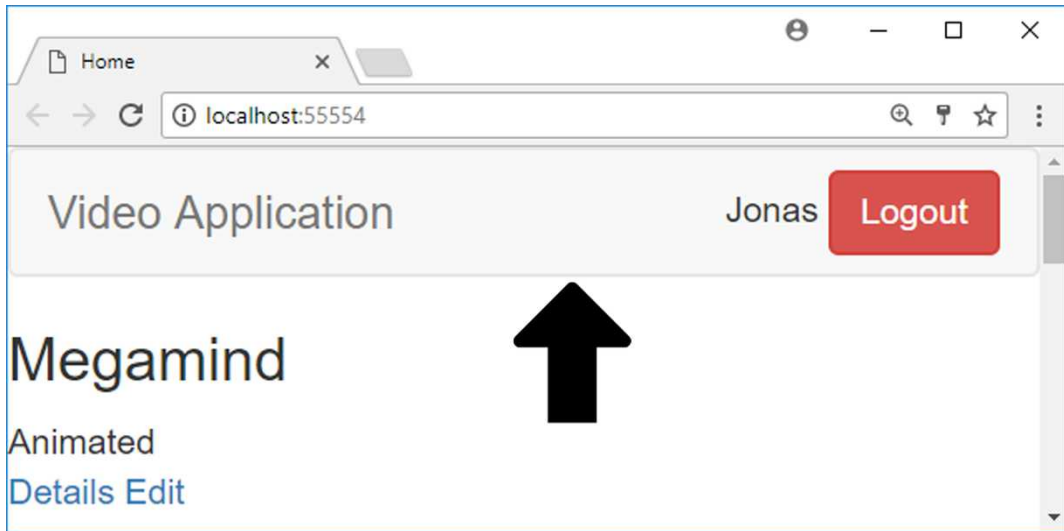 Home
localhost:55554
Video Application Jonas Logout
Megamind
Animated
Details Edit